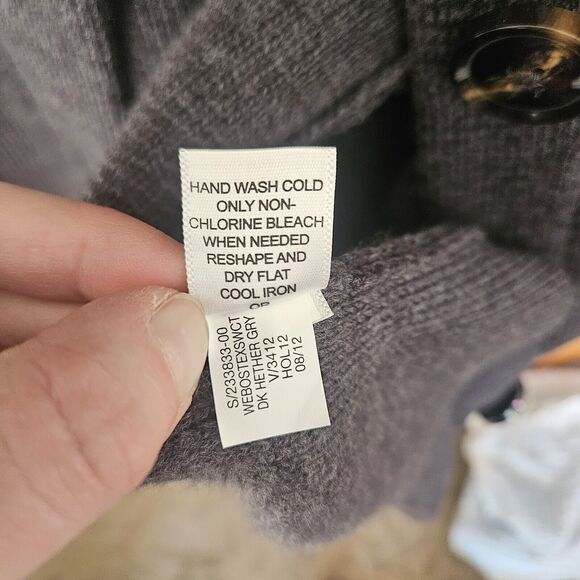 HAND WASH COLD
ONLY NON-
CHLORINE BLEACH
WHEN NEEDED
RESHAPE AND
DRY FLAT
COOL IRON
OR
S/233833-00
WEBOSTEXSWCT
DK HETHER GRY
V/3412
HOL12
08/12